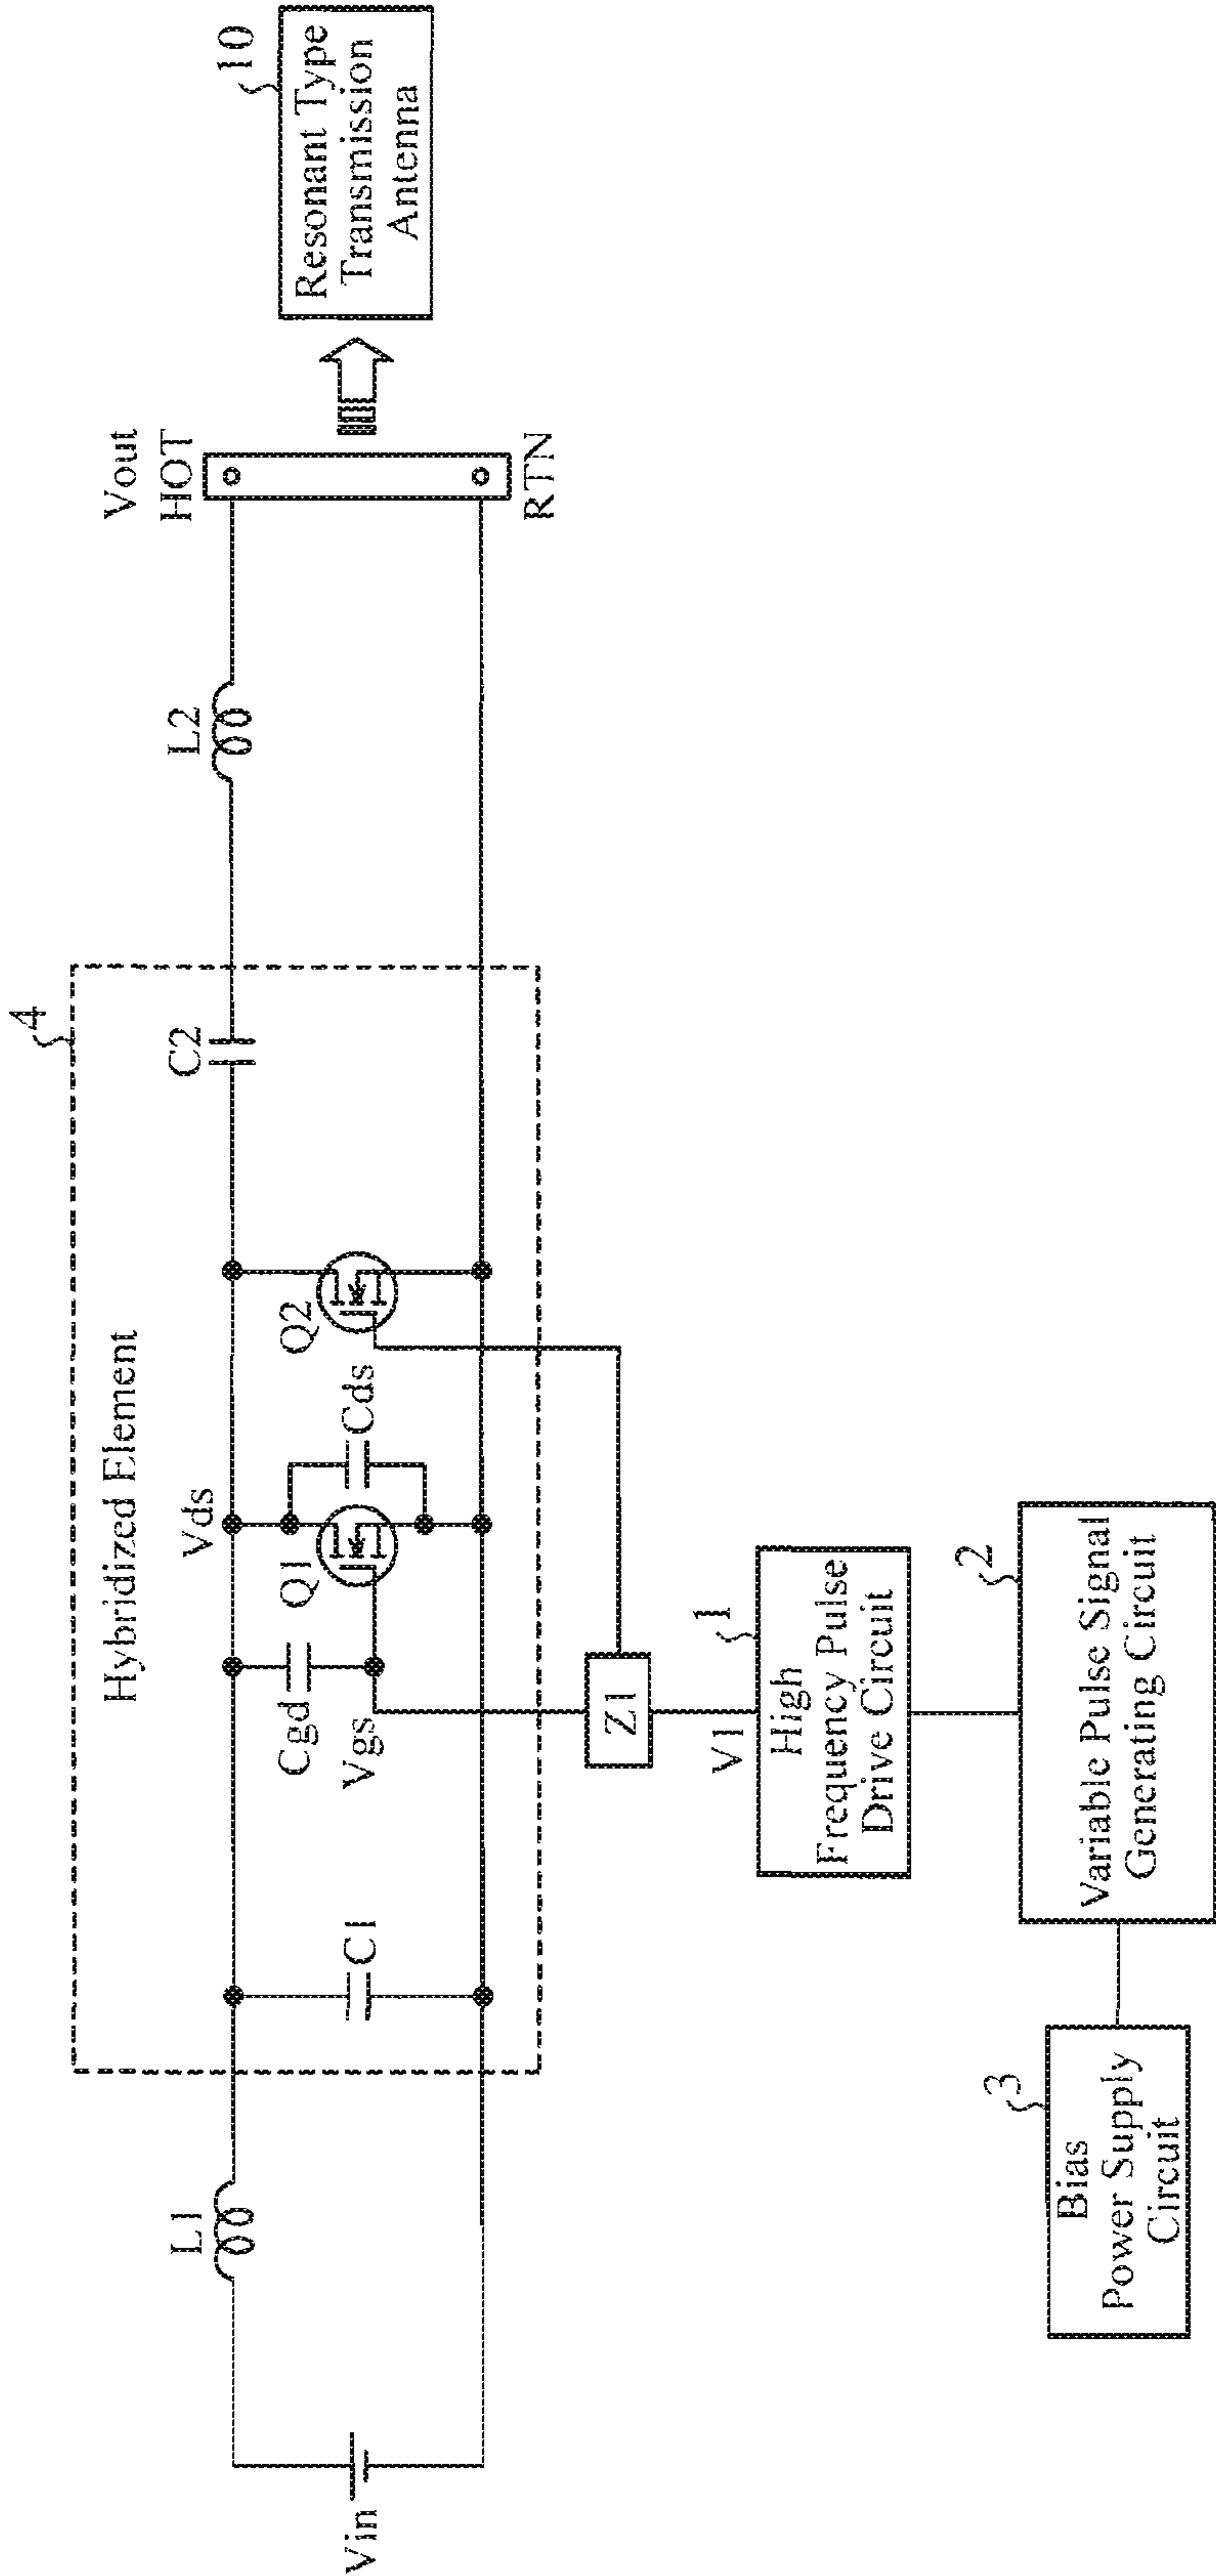 4
Hybridized Element
Vin
L1
C1
Cgd
Vgs
Vds
Q1
Cds
Q2
C2
L2
Vout
HOT
RTN
10
Resonant Type
Transmission
Antenna
Z1
V1
1
High
Frequency Pulse
Drive Circuit
3
Bias
Power Supply
Circuit
2
Variable Pulse Signal
Generating Circuit